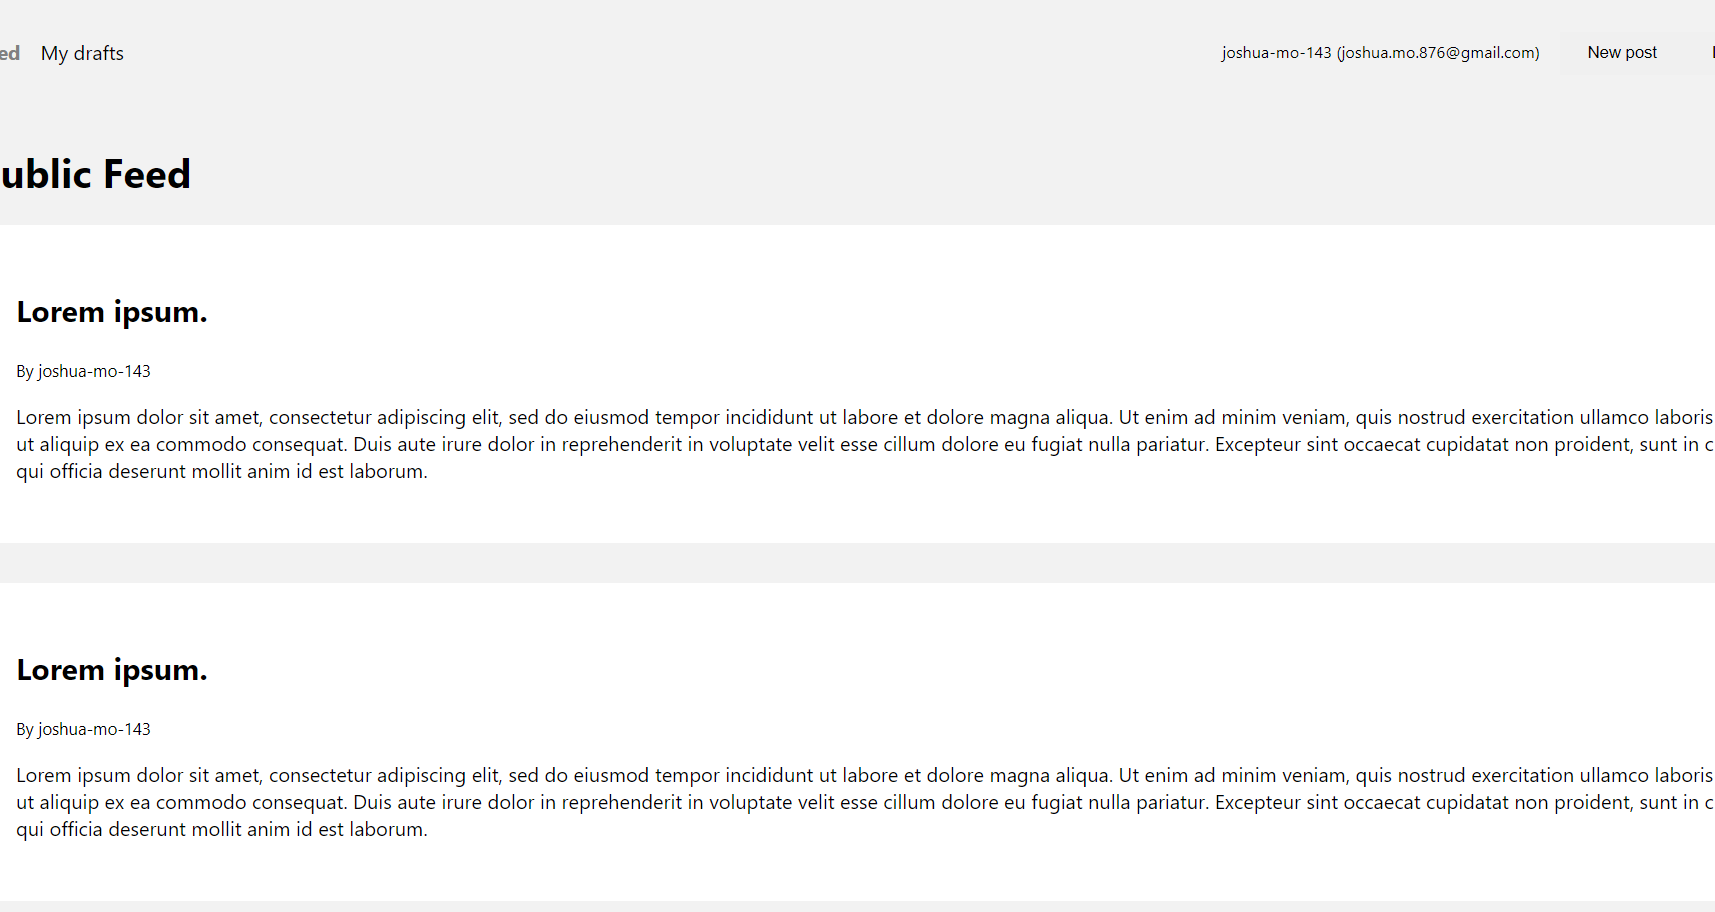 ed My drafts joshua-mo-143 (joshua.mo.876@gmail.com) New post
ublic Feed
Lorem ipsum.
By joshua-mo-143
Lorem ipsum dolor sit amet, consectetur adipiscing elit, sed do eiusmod tempor incididunt ut labore et dolore magna aliqua. Ut enim ad minim veniam, quis nostrud exercitation ullamco laboris
ut aliquip ex ea commodo consequat. Duis aute irure dolor in reprehenderit in voluptate velit esse cillum dolore eu fugiat nulla pariatur. Excepteur sint occaecat cupidatat non proident, sunt in c
qui officia deserunt mollit anim id est laborum.
Lorem ipsum.
By joshua-mo-143
Lorem ipsum dolor sit amet, consectetur adipiscing elit, sed do eiusmod tempor incididunt ut labore et dolore magna aliqua. Ut enim ad minim veniam, quis nostrud exercitation ullamco laboris
ut aliquip ex ea commodo consequat. Duis aute irure dolor in reprehenderit in voluptate velit esse cillum dolore eu fugiat nulla pariatur. Excepteur sint occaecat cupidatat non proident, sunt in c
qui officia deserunt mollit anim id est laborum.